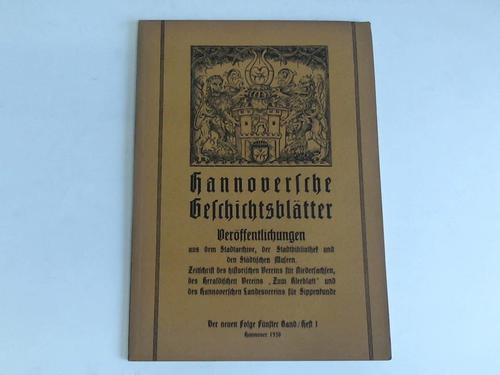 Hannoversche
Geschichtsblätter
Veröffentlichungen
aus dem Stadtarchive, der Stadtbibliothek und
den Städtischen Museen.
Zeitschrift des historischen Vereins für Niedersachsen,
des Heraldischen Vereins „Zum Kleeblatt" und
des Hannoverschen Landesvereins für Sippenkunde
Der neuen Folge Fünfter Band/Heft 1
Hannover 1938